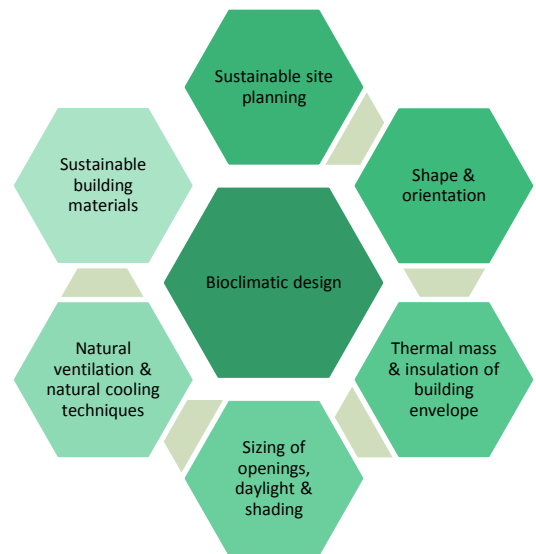 Sustainable site
planning
Shape &
orientation
Thermal mass
& insulation of
building
envelope
Sizing of
openings,
daylight &
shading
Natural
ventilation &
natural cooling
techniques
Sustainable
building
materials
Bioclimatic design